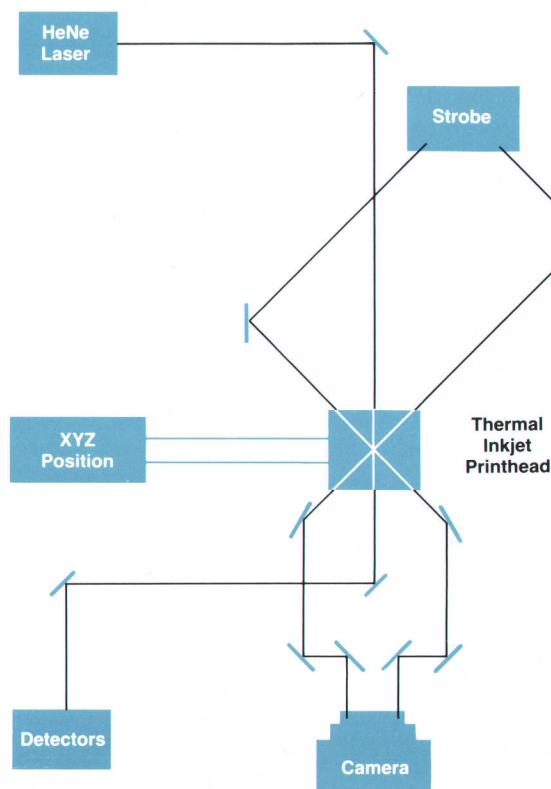 HeNe
Laser
Strobe
Thermal
Inkjet
Printhead
XYZ
Position
Detectors
Camera